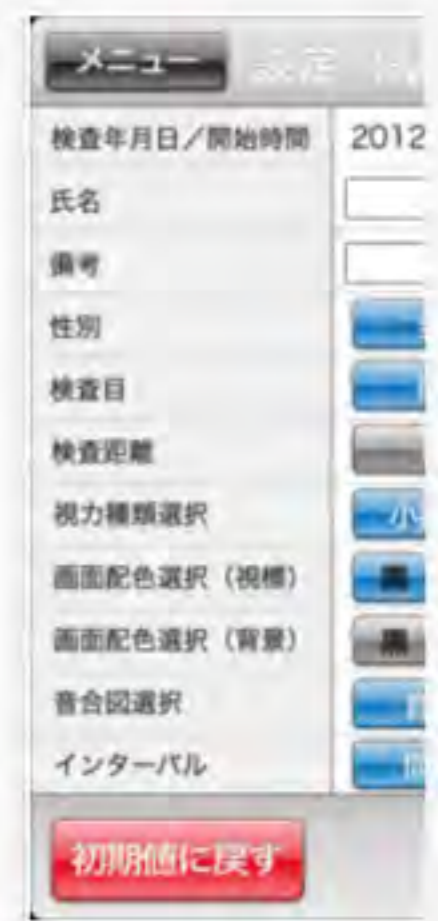 メニュー 設定
検査年月日／開始時間 2012
氏名
備考
性別
検査目
検査距離
視力種類選択 小
画面配色選択（視標） 黒
画面配色選択（背景） 黒
音合図選択
インターバル
初期値に戻す